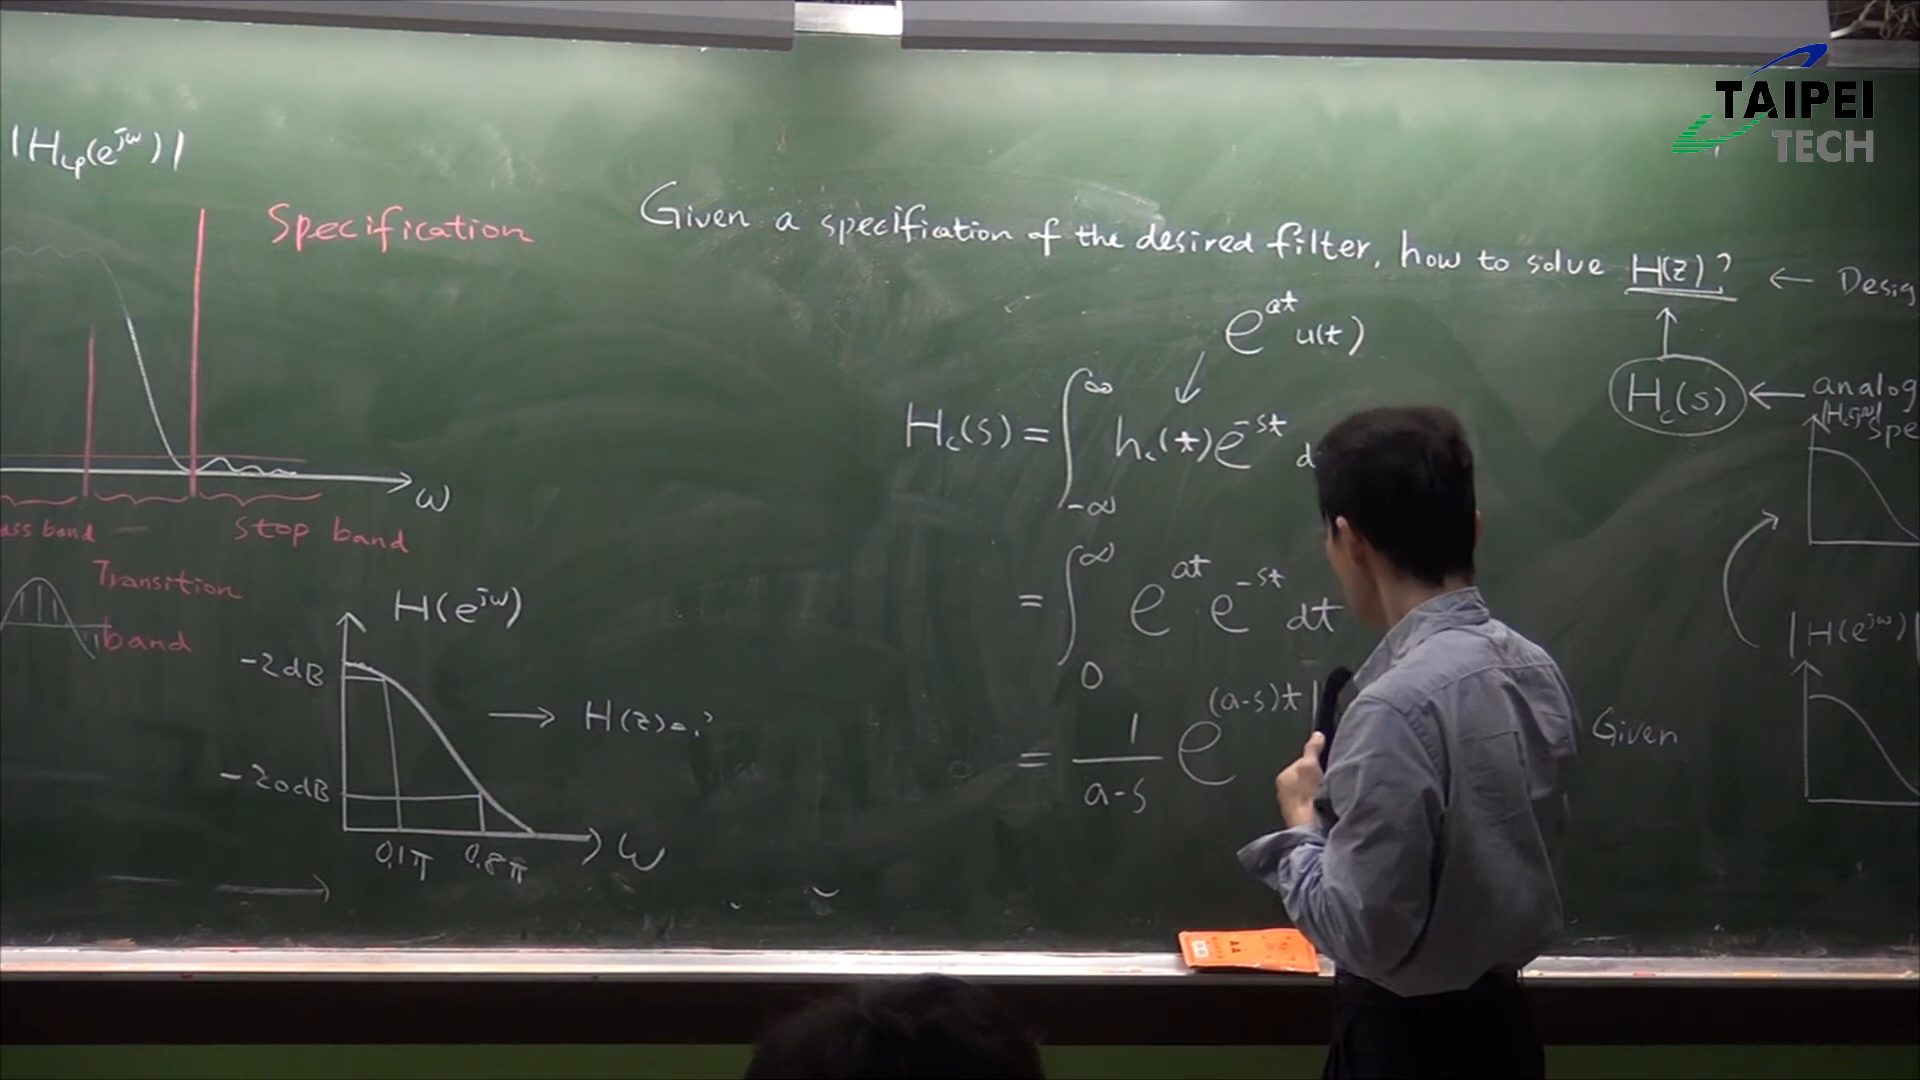 TAIPEI
TECH
|H_LP(e^jω)|
Specification
ω
stop band
Transition
band
H(e^jω)
-2dB
-20dB
0.1π 0.8π
ω
→ H(z)=?
Given a specification of the desired filter, how to solve H(z)? ←
e^at u(t)
H_c(s) = ∫_-∞^∞ h_c(t) e^-st
= ∫_0^∞ e^at e^-st dt
= 1/(a-s) e^(a-s)t |
H_c(s) ← analog
Given
|H(e^jω)|